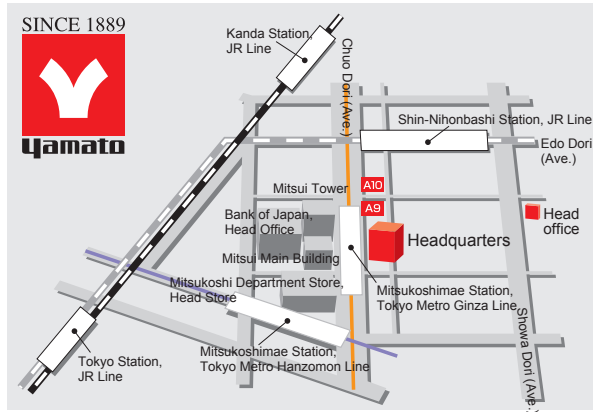 SINCE 1889
Yamato
Kanda Station,
JR Line
Chuo Dori (Ave.)
Shin-Nihonbashi Station, JR Line
Edo Dori
(Ave.)
Mitsui Tower
A10
A9
Bank of Japan,
Head Office
Head
office
Headquarters
Mitsui Main Building
Mitsukoshi Department Store,
Head Store
Mitsukoshimae Station,
Tokyo Metro Ginza Line
Mitsukoshimae Station,
Tokyo Metro Hanzomon Line
Tokyo Station,
JR Line
Showa Dori (Ave.)